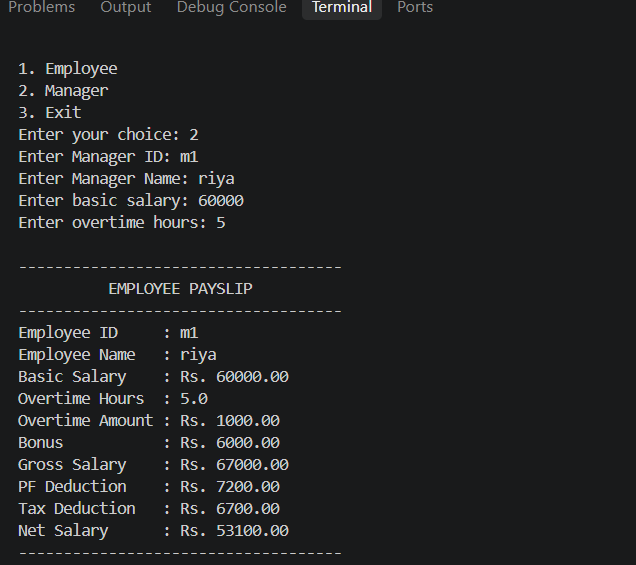 Problems Output Debug Console Terminal Ports
1. Employee
2. Manager
3. Exit
Enter your choice: 2
Enter Manager ID: m1
Enter Manager Name: riya
Enter basic salary: 60000
Enter overtime hours: 5
------------------------------------
EMPLOYEE PAYSLIP
------------------------------------
Employee ID     : m1
Employee Name   : riya
Basic Salary    : Rs. 60000.00
Overtime Hours  : 5.0
Overtime Amount : Rs. 1000.00
Bonus           : Rs. 6000.00
Gross Salary    : Rs. 67000.00
PF Deduction    : Rs. 7200.00
Tax Deduction   : Rs. 6700.00
Net Salary      : Rs. 53100.00
------------------------------------